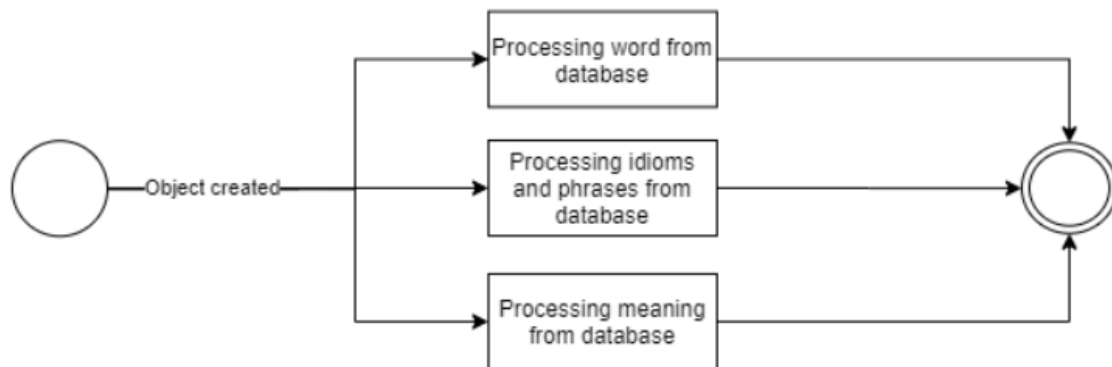 Processing word from
database
Object created
Processing idioms
and phrases from
database
Processing meaning
from database